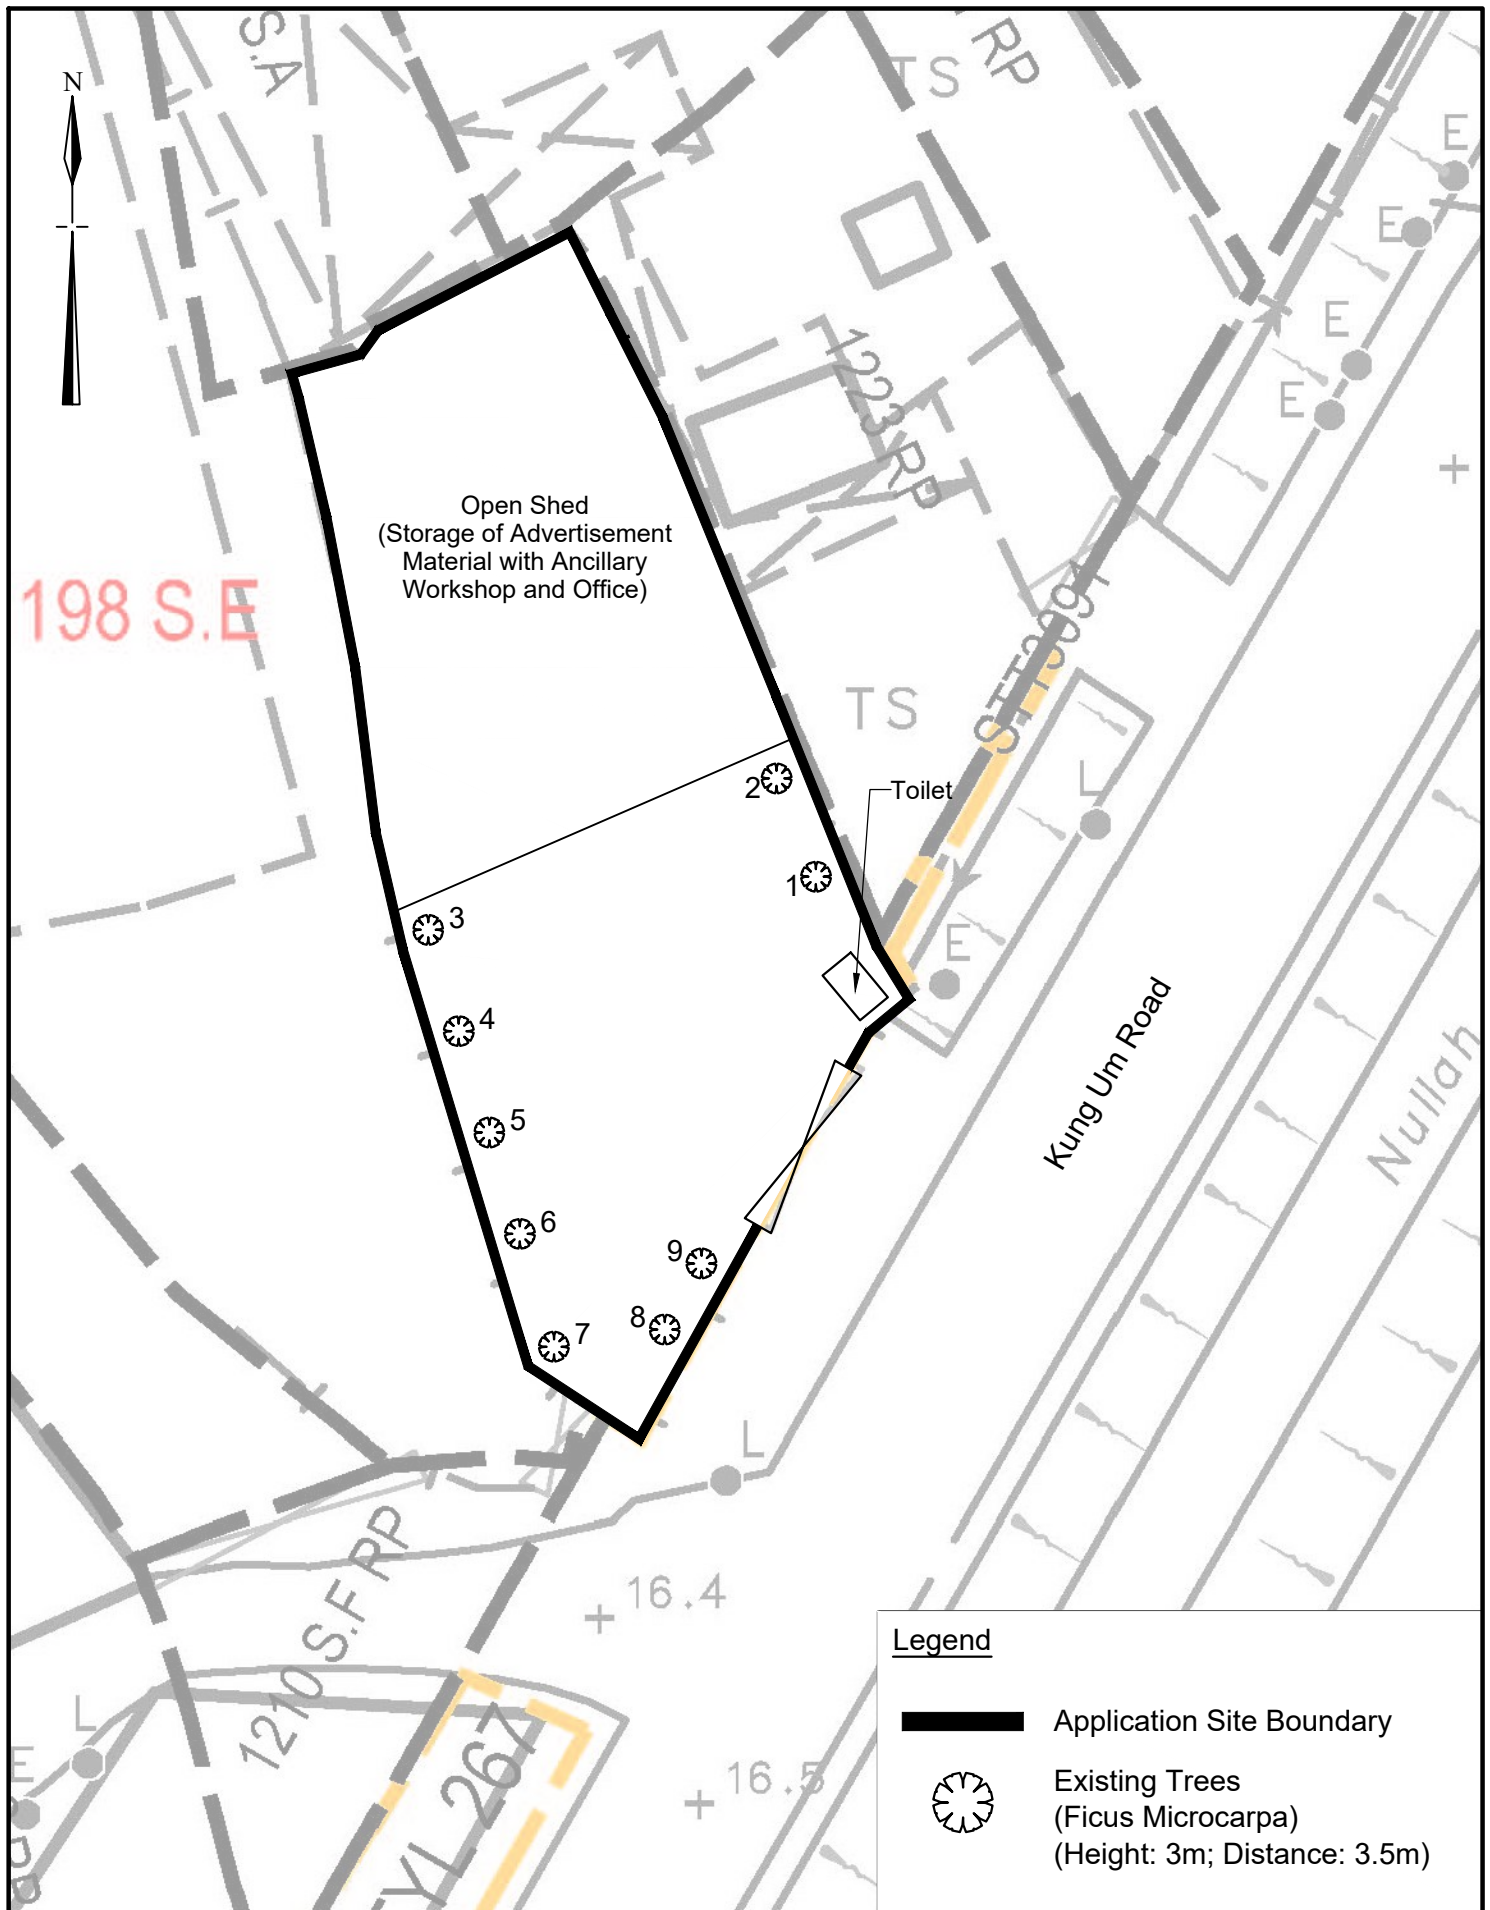 S.A
RP
TS
N
E
E
E
1223 RP
E
Open Shed
(Storage of Advertisement
Material with Ancillary
Workshop and Office)
198 S.E
STT3091
TS
2
Toilet
L
1
3
E
4
Kung Um Road
5
Nullah
6
9
8
7
L
1210 S.F RP
16.4
Legend
L
Application Site Boundary
E
YL 267
16.5
Existing Trees
(Ficus Microcarpa)
(Height: 3m; Distance: 3.5m)